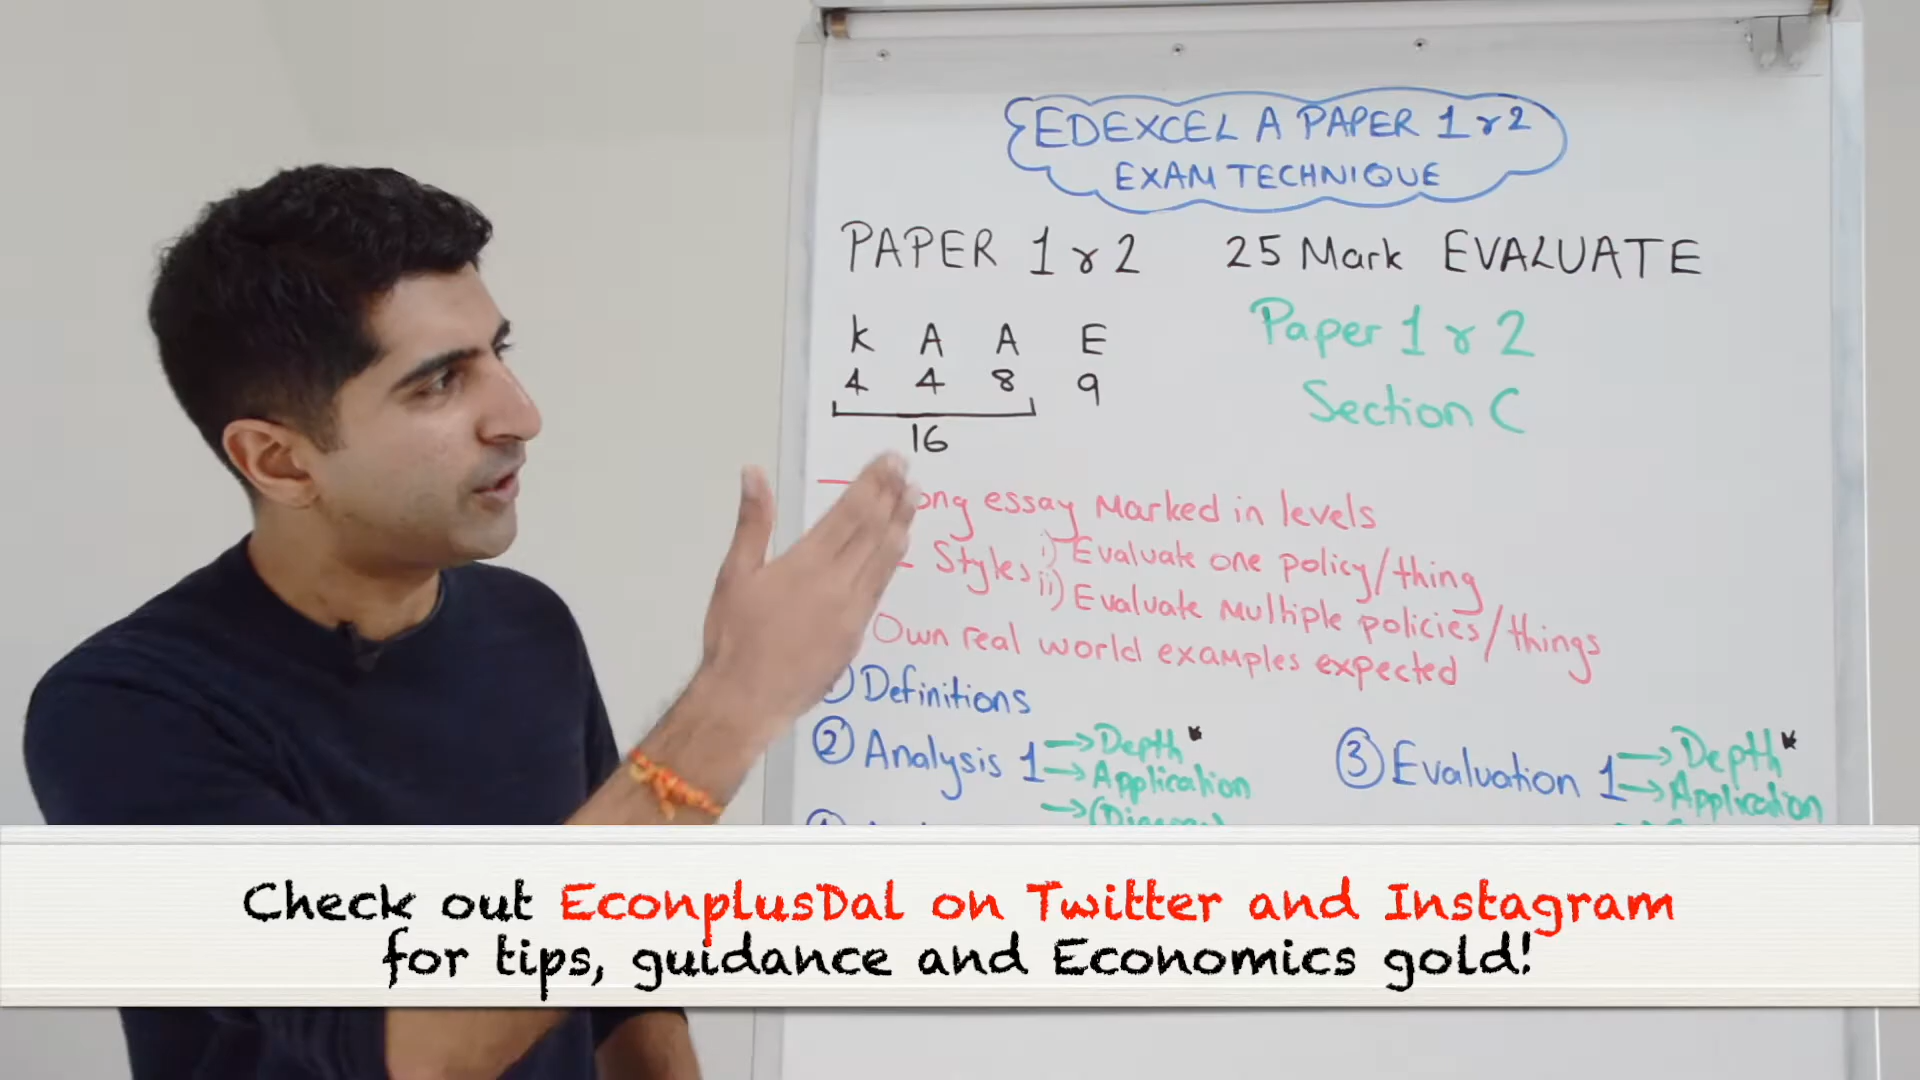 EDEXCEL A PAPER 1 & 2
EXAM TECHNIQUE
PAPER 1 & 2 25 Mark EVALUATE
K A A E
4 4 8 9
16
Paper 1 & 2
Section C
essay Marked in levels
Styles i) Evaluate one policy/thing
ii) Evaluate Multiple policies/things
Own real world examples expected
Definitions
② Analysis 1 → Depth*
→ Application
③ Evaluation 1 → Depth*
→ Application
Check out EconplusDal on Twitter and Instagram
for tips, guidance and Economics gold!